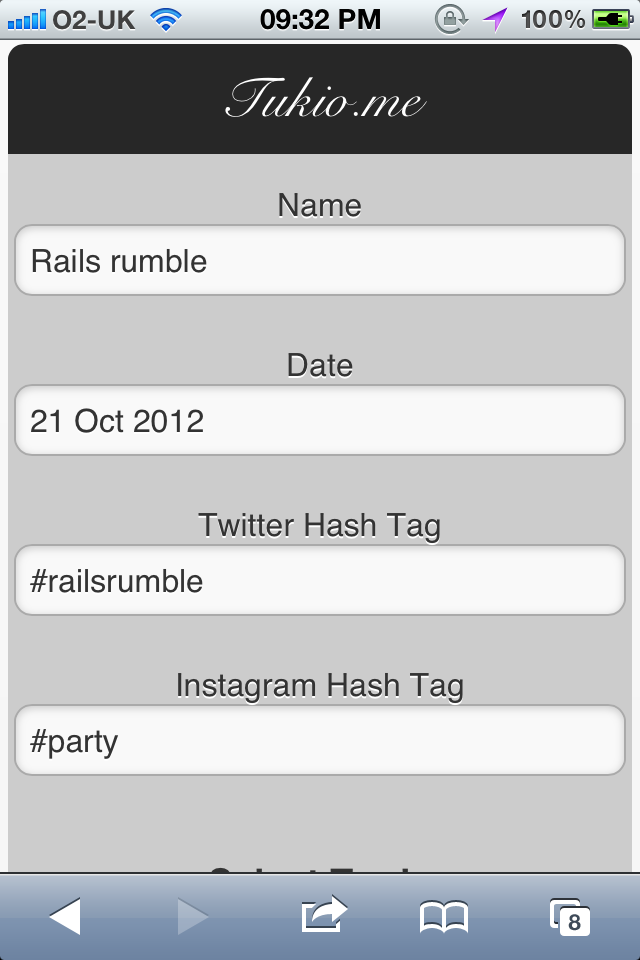 O2-UK 09:32 PM 100%
Tukio.me
Name
Rails rumble
Date
21 Oct 2012
Twitter Hash Tag
#railsrumble
Instagram Hash Tag
#party
8